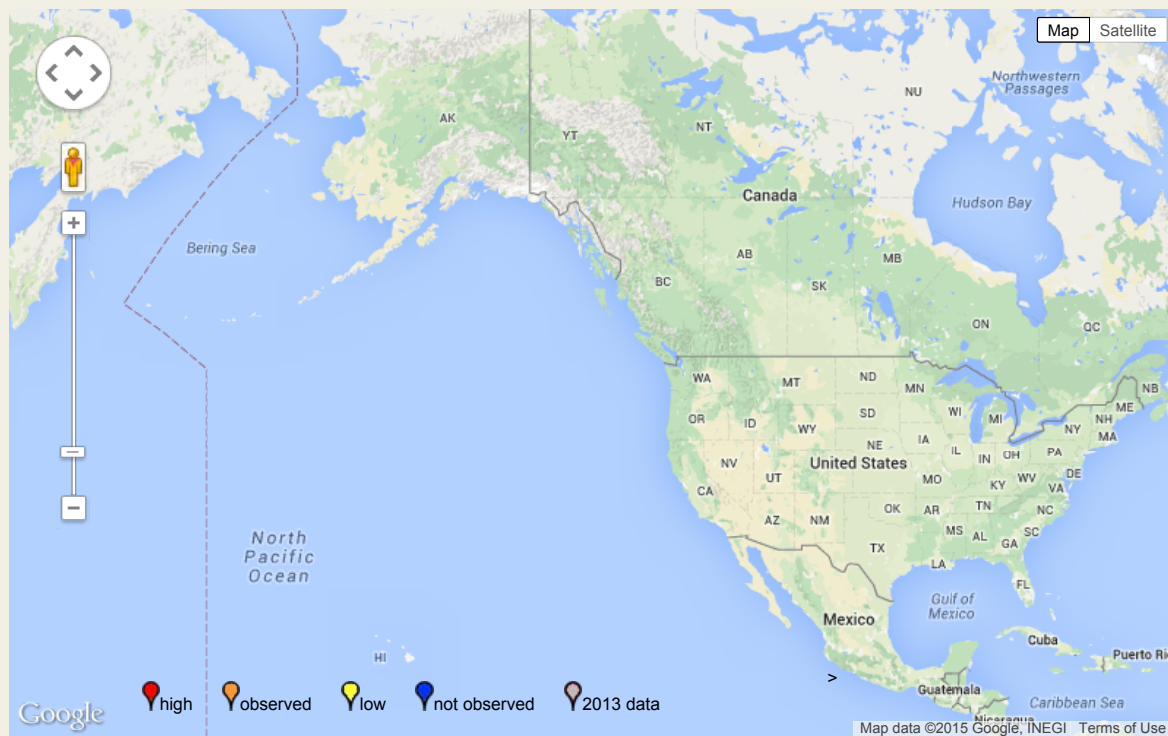 Map
Satellite
Northwestern
Passages
NU
AK
NT
YT
Canada
Hudson Bay
Bering Sea
AB
MB
BC
SK
ON
QC
WA
MT
ND
MN
NB
ME
OR
ID
WY
SD
WI
MI
NH
NY
MA
NE
IA
IL
IN
OH
PA
NV
United States
UT
MO
KY
WV
DE
VA
CA
OK
AR
TN
NC
AZ
NM
MS
AL
SC
GA
TX
LA
FL
North
Pacific
Ocean
Gulf of
Mexico
Mexico
Cuba
HI
Puerto Ri
>
Guatemala
Caribbean Sea
high
observed
low
not observed
2013 data
Google
Nicaragua
Map data ©2015 Google, INEGI
Terms of Use
+
−